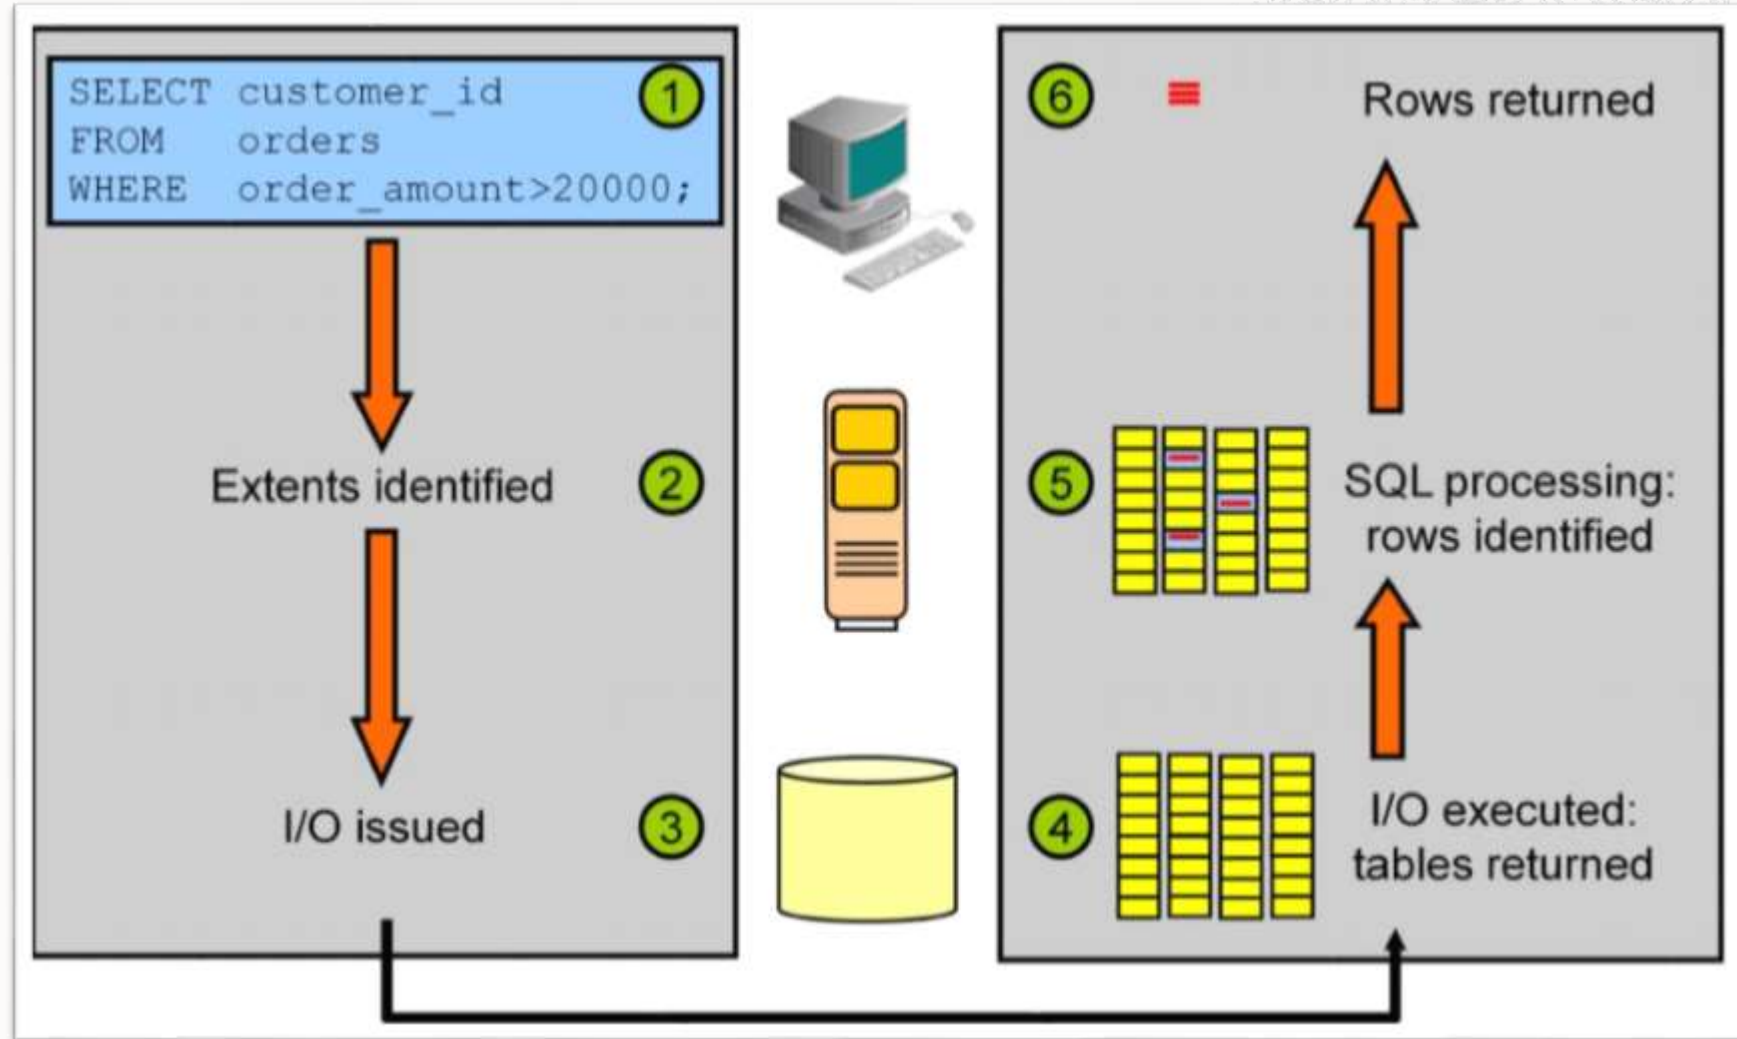 SELECT customer_id
FROM orders
WHERE order_amount>20000;
1
Extents identified
2
I/O issued
3
6
Rows returned
5
SQL processing:
rows identified
4
I/O executed:
tables returned